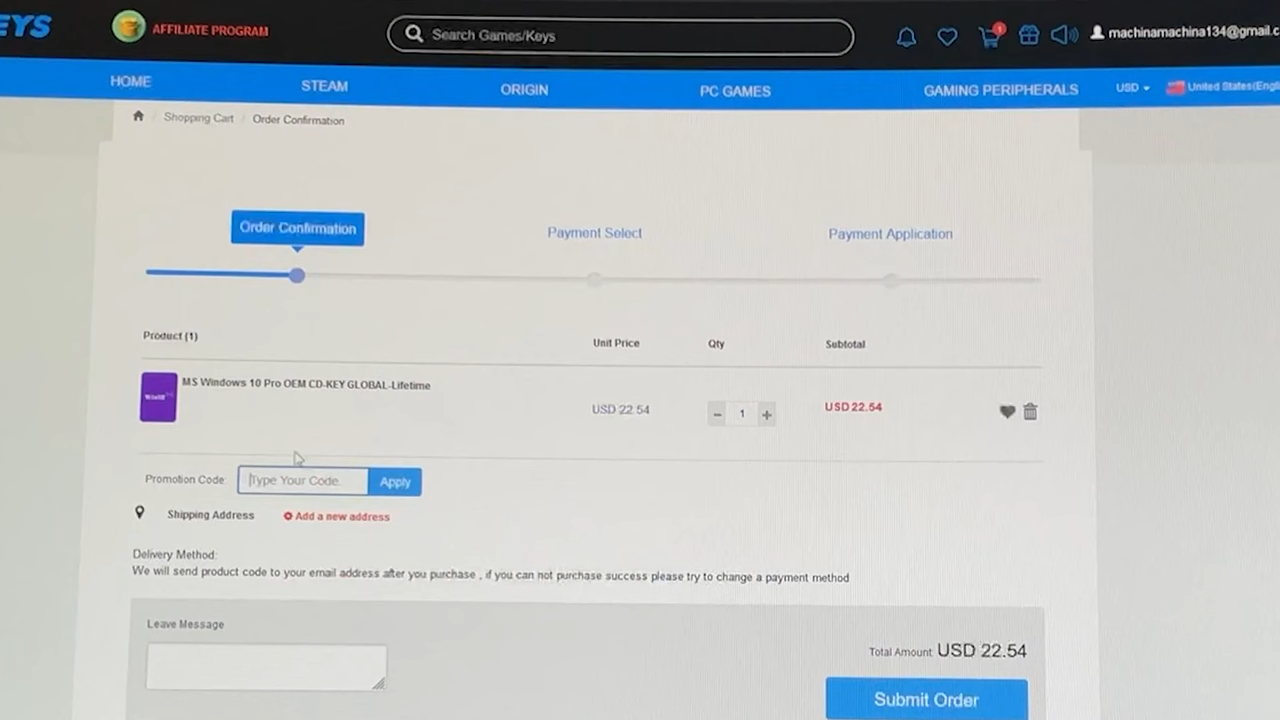 EYS
AFFILIATE PROGRAM
Search Games/Keys
1
machinamachina134@gmail.c
HOME
STEAM
ORIGIN
PC GAMES
GAMING PERIPHERALS
USD
United States(Engl
Shopping Cart / Order Confirmation
Order Confirmation
Payment Select
Payment Application
Product (1)
Unit Price
Qty
Subtotal
MS Windows 10 Pro OEM CD-KEY GLOBAL-Lifetime
USD 22.54
− 1 +
USD 22.54
Promotion Code:
Type Your Code.
Apply
Shipping Address
Add a new address
Delivery Method:
We will send product code to your email address after you purchase , if you can not purchase success please try to change a payment method
Leave Message
Total Amount: USD 22.54
Submit Order